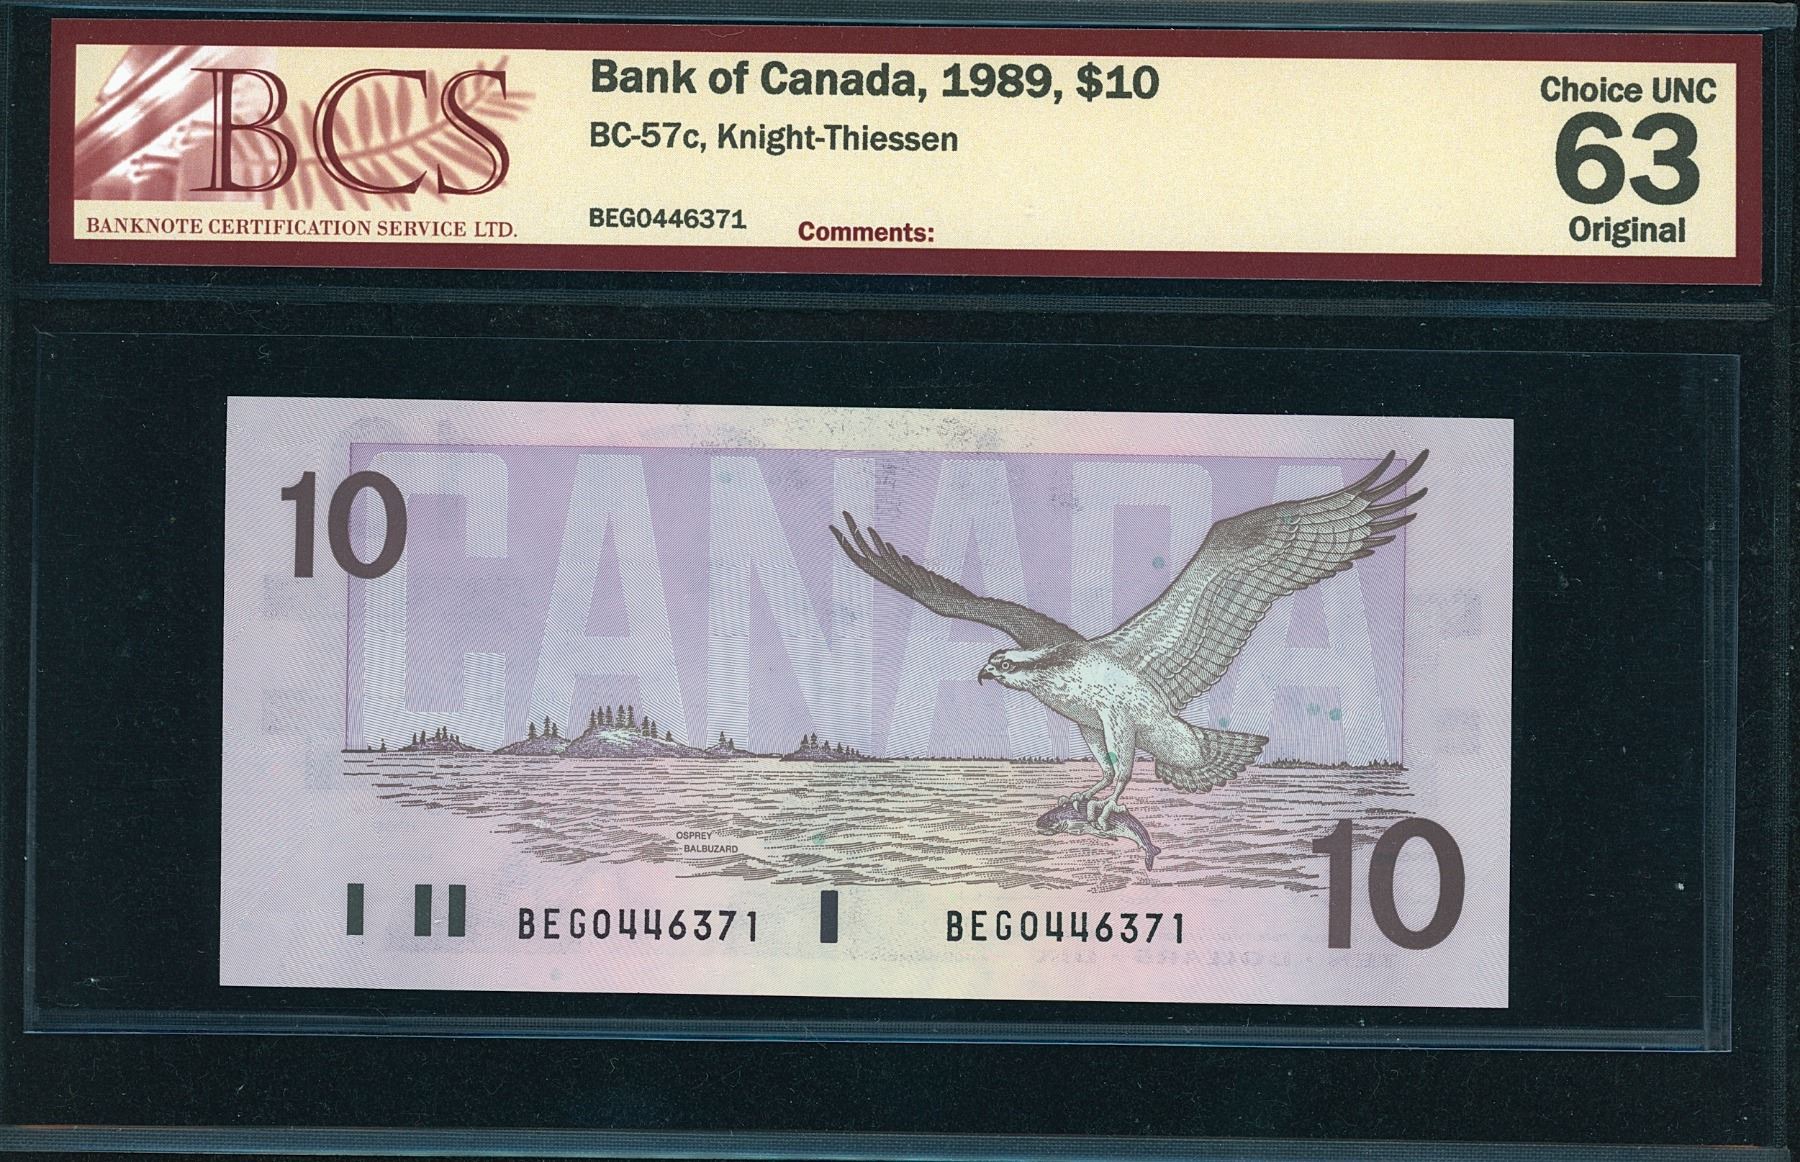 BCS
BANKNOTE CERTIFICATION SERVICE LTD.
Bank of Canada, 1989, $10
BC-57c, Knight-Thiessen
BEG0446371
Comments:
Choice UNC
63
Original
CANADA
10
OSPREY
BALBUZARD
10
BEG0446371
BEG0446371